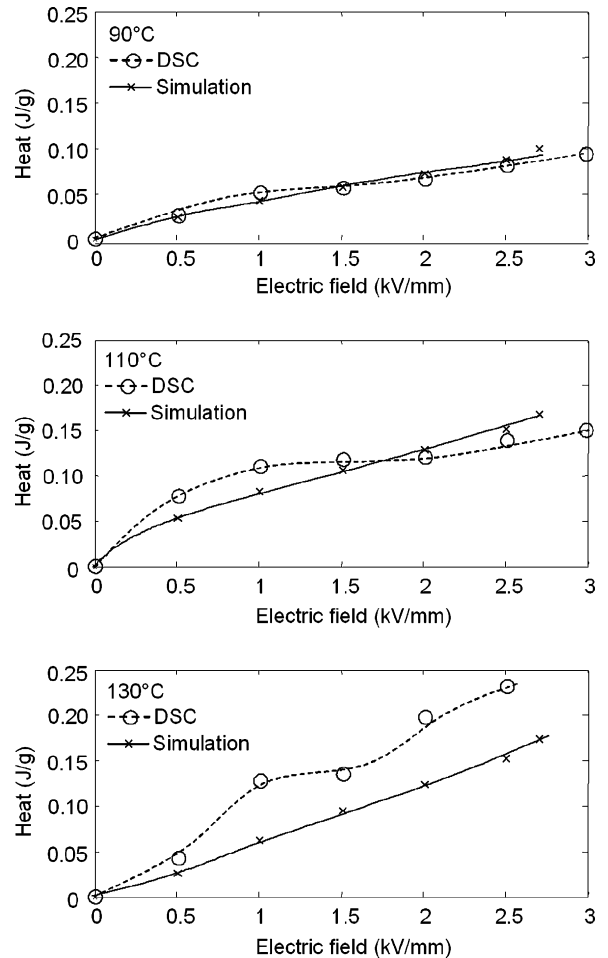 90°C
DSC
Simulation
Heat (J/g)
0.25
0.20
0.15
0.10
0.05
0
0 0.5 1 1.5 2 2.5 3
Electric field (kV/mm)
110°C
DSC
Simulation
Heat (J/g)
0.25
0.20
0.15
0.10
0.05
0
0 0.5 1 1.5 2 2.5 3
Electric field (kV/mm)
130°C
DSC
Simulation
Heat (J/g)
0.25
0.20
0.15
0.10
0.05
0.00
0 0.5 1 1.5 2 2.5 3
Electric field (kV/mm)